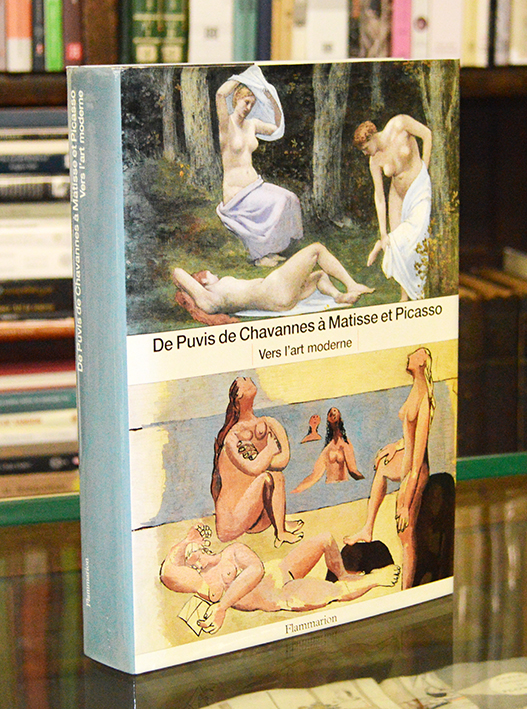 De Puvis de Chavannes à Matisse et Picasso
Vers l'art moderne
Flammarion
De Puvis de Chavannes à Matisse et Picasso
Vers l'art moderne
Flammarion